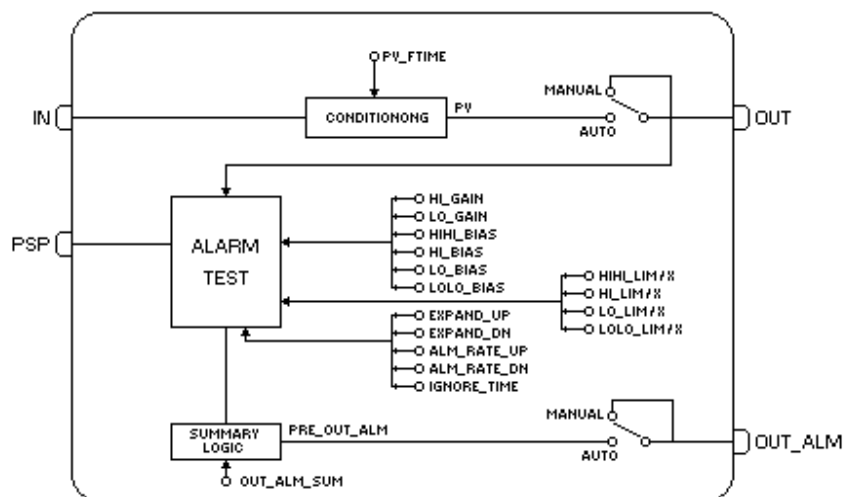 PV_FTIME
MANUAL
IN
CONDITIONONG
PV
AUTO
OUT
PSP
ALARM
TEST
HI_GAIN
LO_GAIN
HIHI_BIAS
HI_BIAS
LO_BIAS
LOLO_BIAS
HIHI_LIM/X
HI_LIM/X
LO_LIM/X
LOLO_LIM/X
EXPAND_UP
EXPAND_DN
ALM_RATE_UP
ALM_RATE_DN
IGNORE_TIME
MANUAL
SUMMARY
LOGIC
PRE_OUT_ALM
AUTO
OUT_ALM
OUT_ALM_SUM